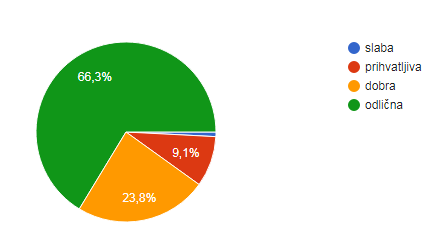 66,3%
9,1%
23,8%
slaba
prihvatljiva
dobra
odlična